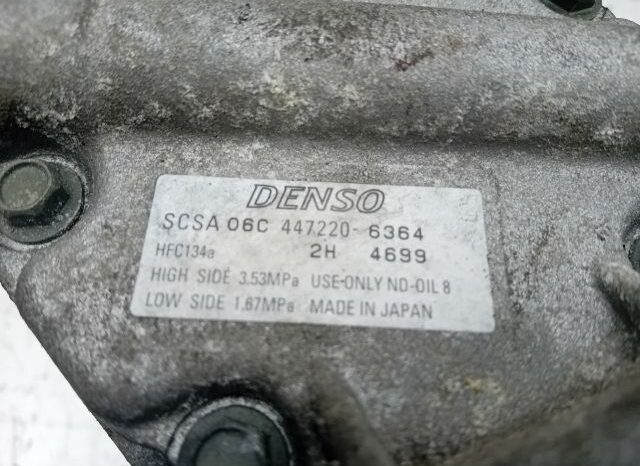 DENSO
SCSA 06C 447220-6364
HFC134a 2H 4699
HIGH SIDE 3.53MPa USE-ONLY ND-OIL 8
LOW SIDE 1.67MPa MADE IN JAPAN